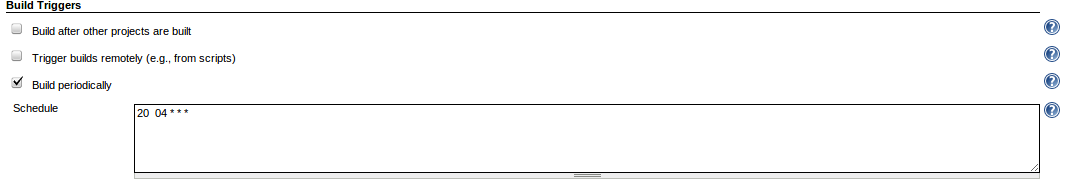 Build Triggers
Build after other projects are built
Trigger builds remotely (e.g., from scripts)
Build periodically
Schedule
20  04 * * *